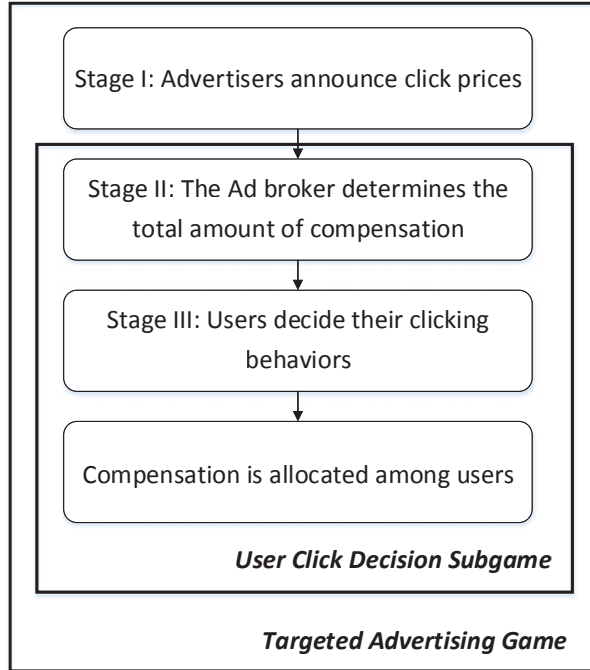 Stage I: Advertisers announce click prices
Stage II: The Ad broker determines the
total amount of compensation
Stage III: Users decide their clicking
behaviors
Compensation is allocated among users
User Click Decision Subgame
Targeted Advertising Game